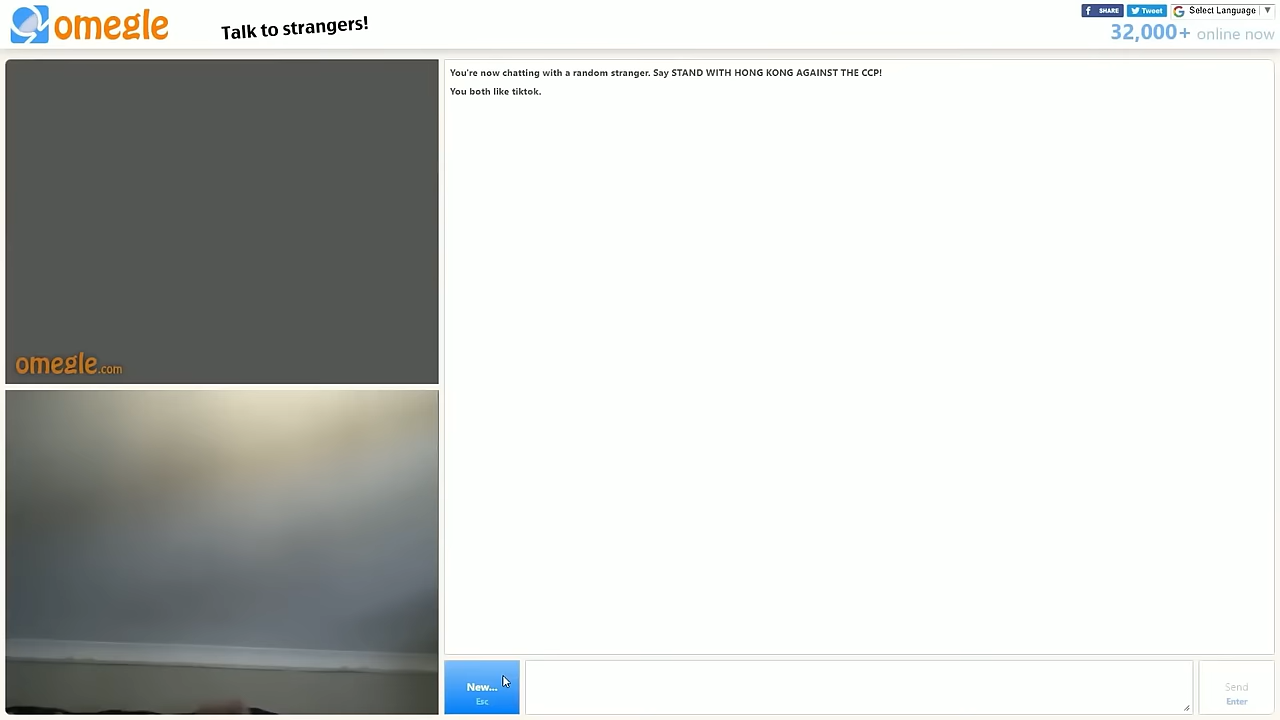 omegle
Talk to strangers!
f SHARE
Tweet
G Select Language ▼
32,000+ online now
You're now chatting with a random stranger. Say STAND WITH HONG KONG AGAINST THE CCP!
You both like tiktok.
omegle.com
New...
Esc
Send
Enter